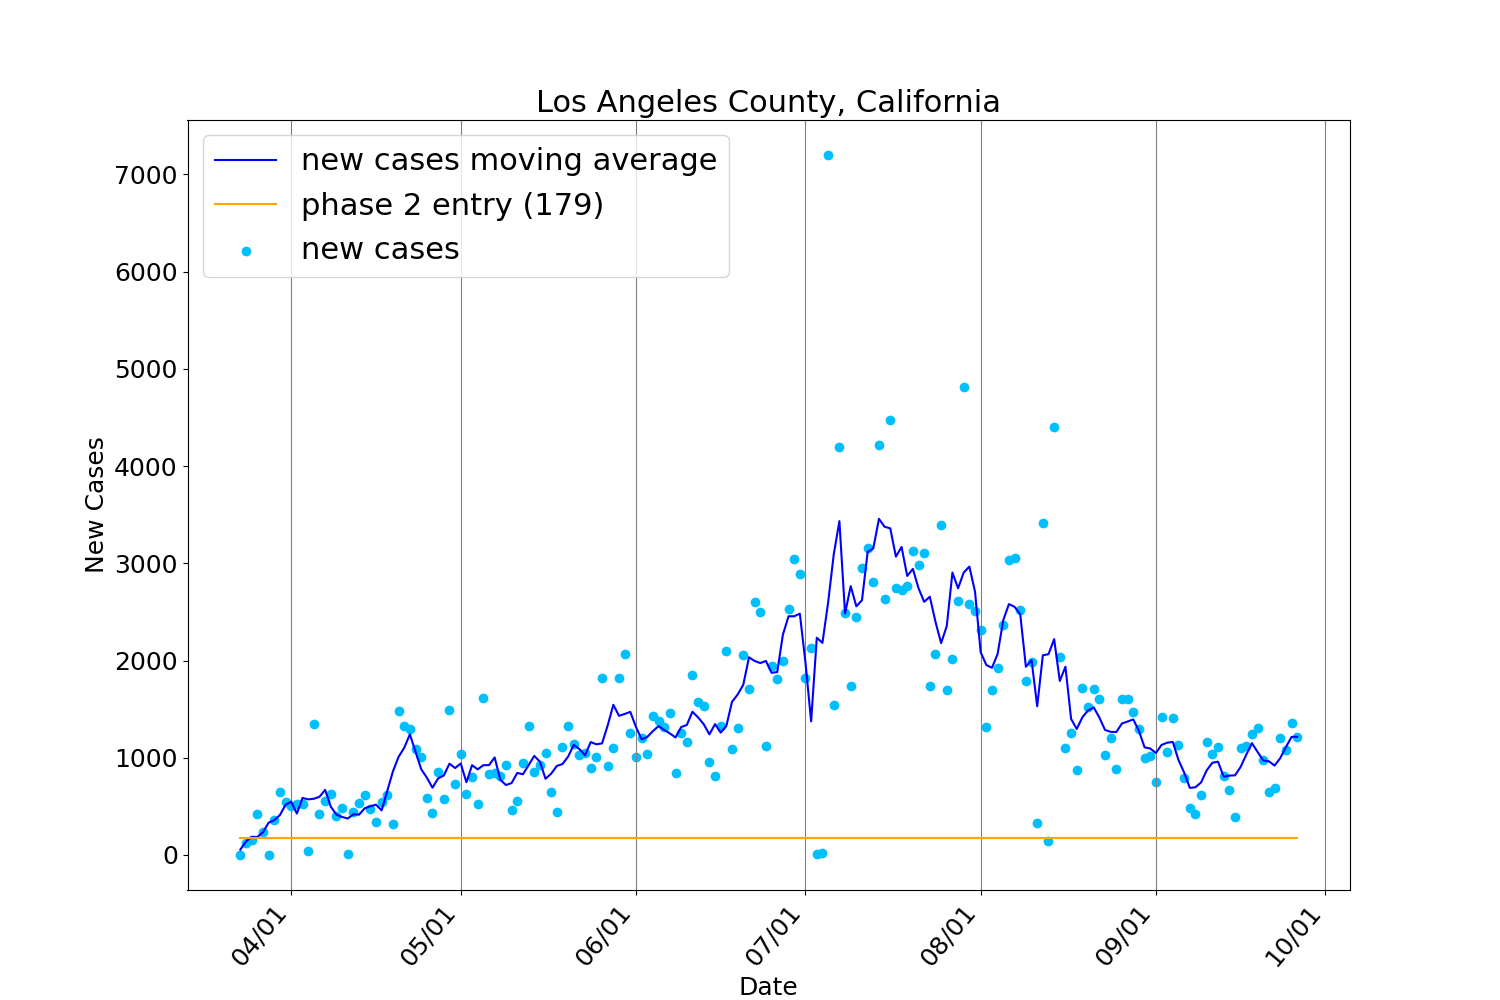 Los Angeles County, California
new cases moving average
phase 2 entry (179)
new cases
7000
6000
5000
4000
3000
2000
1000
0
New Cases
04/01
05/01
06/01
07/01
08/01
09/01
10/01
Date